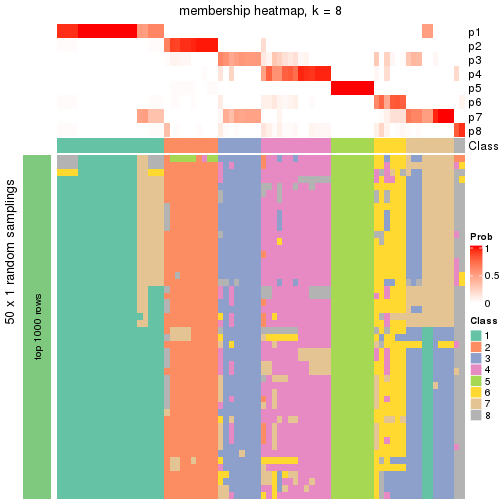 membership heatmap, k = 8
p1
p2
p3
p4
p5
p6
p7
p8
Class
50 x 1 random samplings
top 1000 rows
Prob
1
0.5
0
Class
1
2
3
4
5
6
7
8